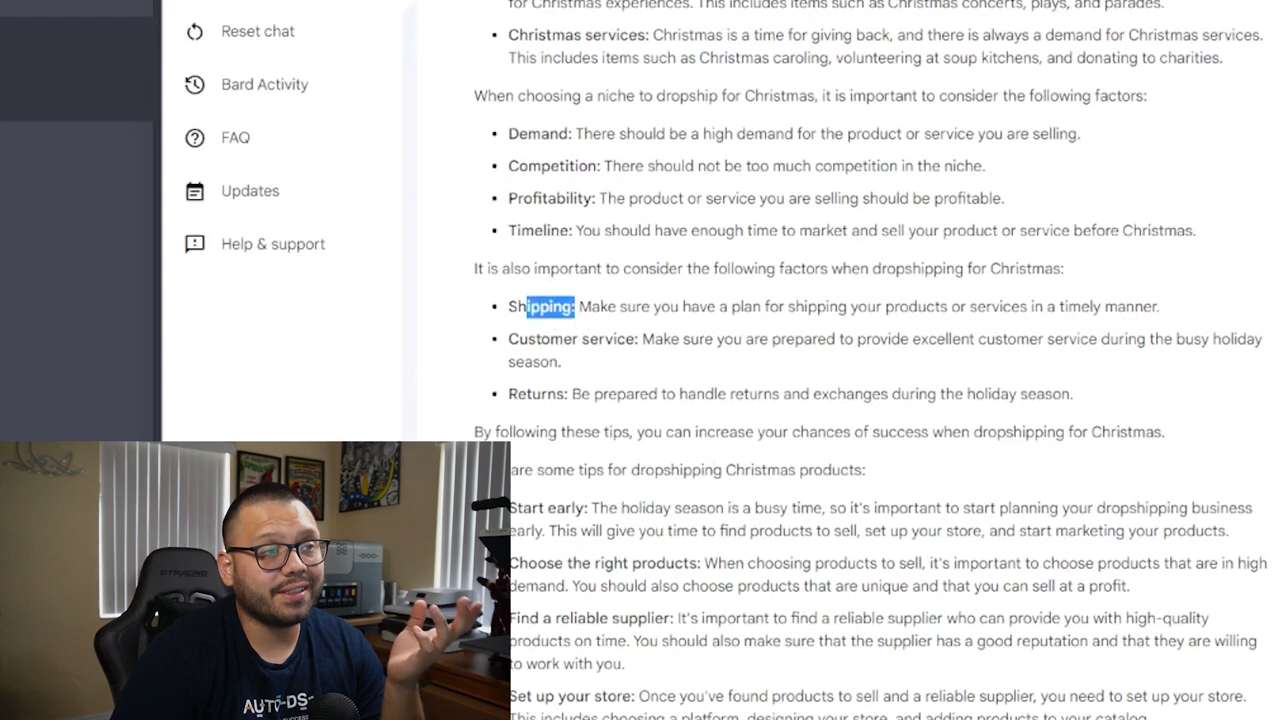 for Christmas experiences. This includes items such as Christmas concerts, plays, and parades.
Reset chat
• Christmas services: Christmas is a time for giving back, and there is always a demand for Christmas services.
This includes items such as Christmas caroling, volunteering at soup kitchens, and donating to charities.
Bard Activity
When choosing a niche to dropship for Christmas, it is important to consider the following factors:
FAQ
• Demand: There should be a high demand for the product or service you are selling.
• Competition: There should not be too much competition in the niche.
Updates
• Profitability: The product or service you are selling should be profitable.
• Timeline: You should have enough time to market and sell your product or service before Christmas.
Help & support
It is also important to consider the following factors when dropshipping for Christmas:
• Shipping: Make sure you have a plan for shipping your products or services in a timely manner.
• Customer service: Make sure you are prepared to provide excellent customer service during the busy holiday
season.
• Returns: Be prepared to handle returns and exchanges during the holiday season.
By following these tips, you can increase your chances of success when dropshipping for Christmas.
are some tips for dropshipping Christmas products:
Start early: The holiday season is a busy time, so it's important to start planning your dropshipping business
early. This will give you time to find products to sell, set up your store, and start marketing your products.
Choose the right products: When choosing products to sell, it's important to choose products that are in high
demand. You should also choose products that are unique and that you can sell at a profit.
Find a reliable supplier: It's important to find a reliable supplier who can provide you with high-quality
products on time. You should also make sure that the supplier has a good reputation and that they are willing
to work with you.
Set up your store: Once you've found products to sell and a reliable supplier, you need to set up your store.
This includes choosing a platform, designing your store, and adding products to your catalog.
GTRACING
AUTO-DS